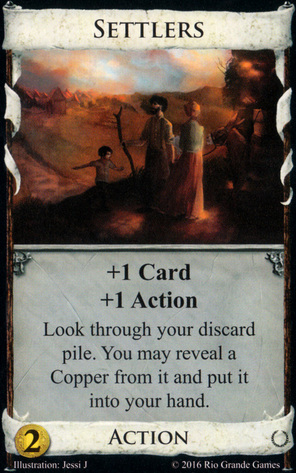 SETTLERS
+1 Card
+1 Action
Look through your discard
pile. You may reveal a
Copper from it and put it
into your hand.
2
ACTION
Illustration: Jessi J
© 2016 Rio Grande Games